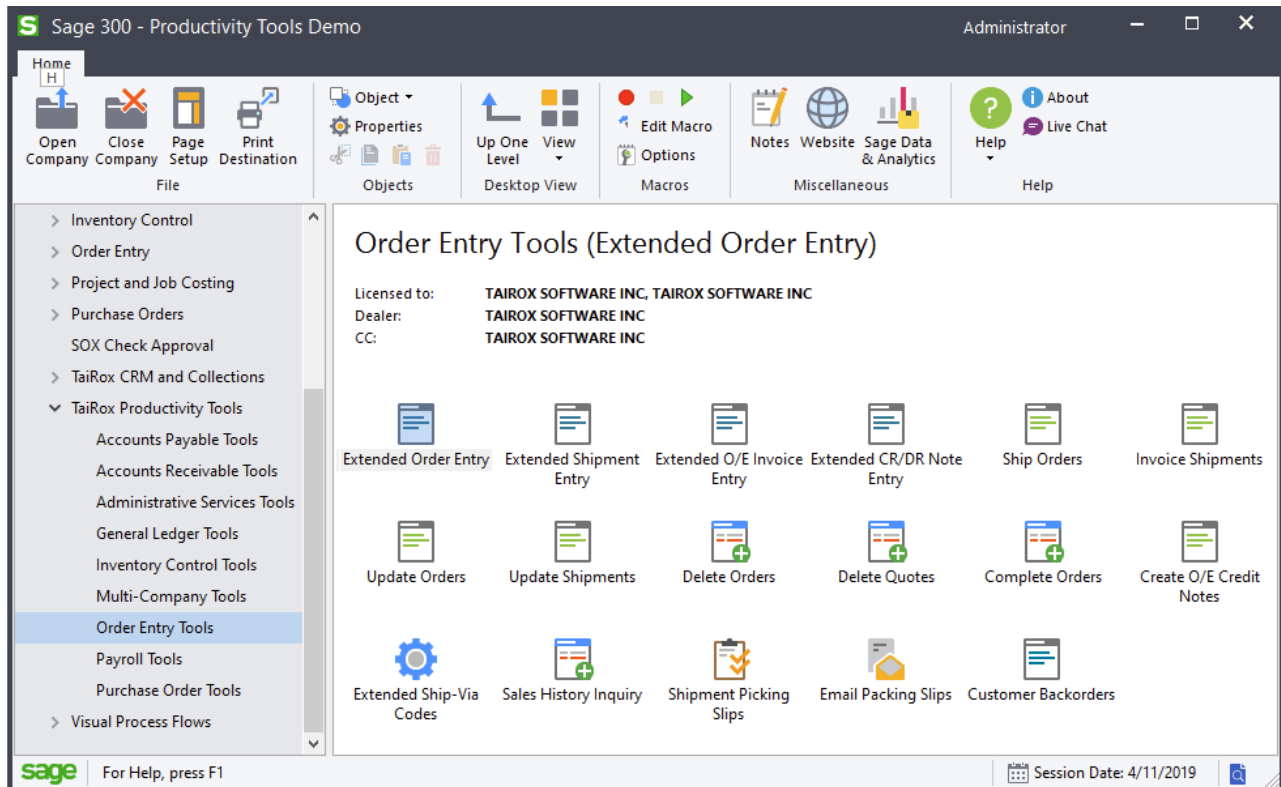 S Sage 300 - Productivity Tools Demo
Administrator
Home
H
Open Company
Close Company
Page Setup
Print Destination
File
Object
Properties
Objects
Up One Level
View
Desktop View
Edit Macro
Options
Macros
Notes
Website
Sage Data & Analytics
Miscellaneous
?
Help
i About
Live Chat
Help
Inventory Control
Order Entry
Project and Job Costing
Purchase Orders
SOX Check Approval
TaiRox CRM and Collections
TaiRox Productivity Tools
Accounts Payable Tools
Accounts Receivable Tools
Administrative Services Tools
General Ledger Tools
Inventory Control Tools
Multi-Company Tools
Order Entry Tools
Payroll Tools
Purchase Order Tools
Visual Process Flows
Order Entry Tools (Extended Order Entry)
Licensed to: TAIROX SOFTWARE INC, TAIROX SOFTWARE INC
Dealer: TAIROX SOFTWARE INC
CC: TAIROX SOFTWARE INC
Extended Order Entry
Extended Shipment Entry
Extended O/E Invoice Entry
Extended CR/DR Note Entry
Ship Orders
Invoice Shipments
Update Orders
Update Shipments
Delete Orders
Delete Quotes
Complete Orders
Create O/E Credit Notes
Extended Ship-Via Codes
Sales History Inquiry
Shipment Picking Slips
Email Packing Slips
Customer Backorders
sage
For Help, press F1
Session Date: 4/11/2019